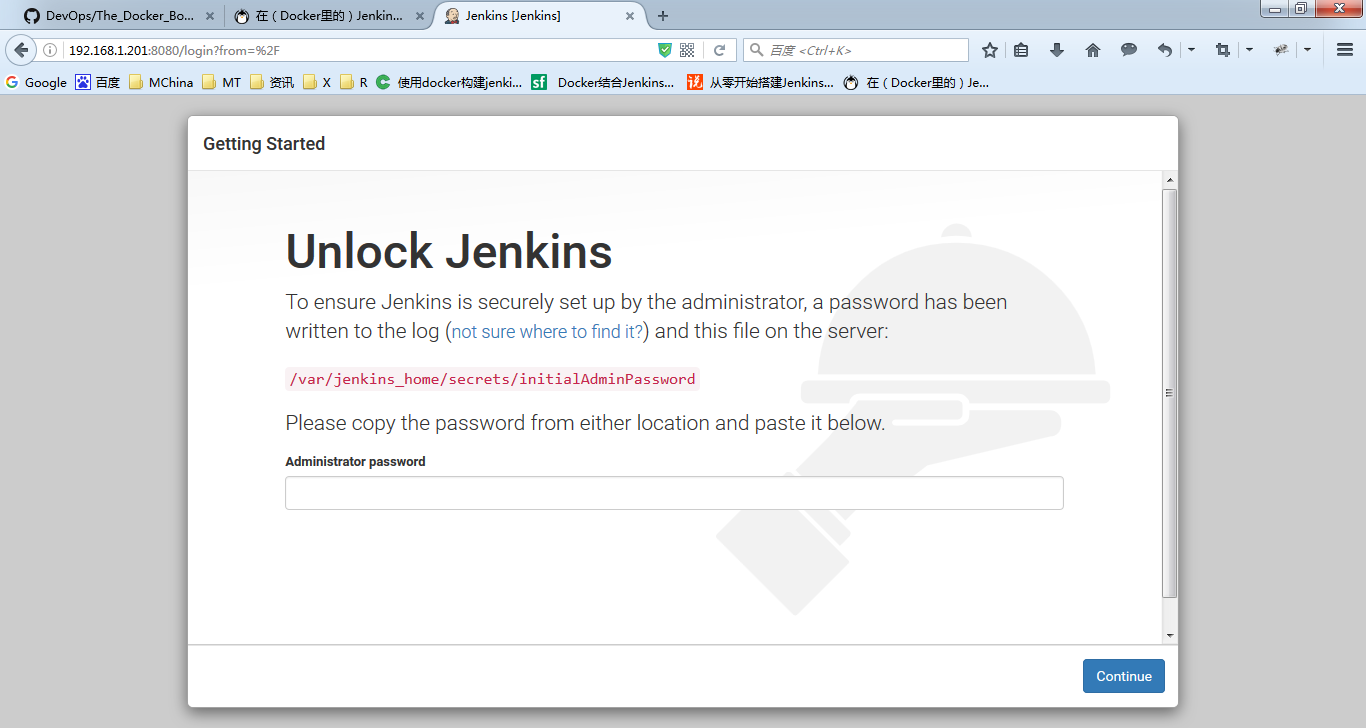 DevOps/The_Docker_Bo...
在（Docker里的）Jenkin...
Jenkins [Jenkins]
192.168.1.201:8080/login?from=%2F
百度 <Ctrl+K>
Google
百度
MChina
MT
资讯
X
R
使用docker构建jenki...
sf
Docker结合Jenkins...
从零开始搭建Jenkins...
在（Docker里的）Je...
Getting Started
Unlock Jenkins
To ensure Jenkins is securely set up by the administrator, a password has been
written to the log (not sure where to find it?) and this file on the server:
/var/jenkins_home/secrets/initialAdminPassword
Please copy the password from either location and paste it below.
Administrator password
Continue